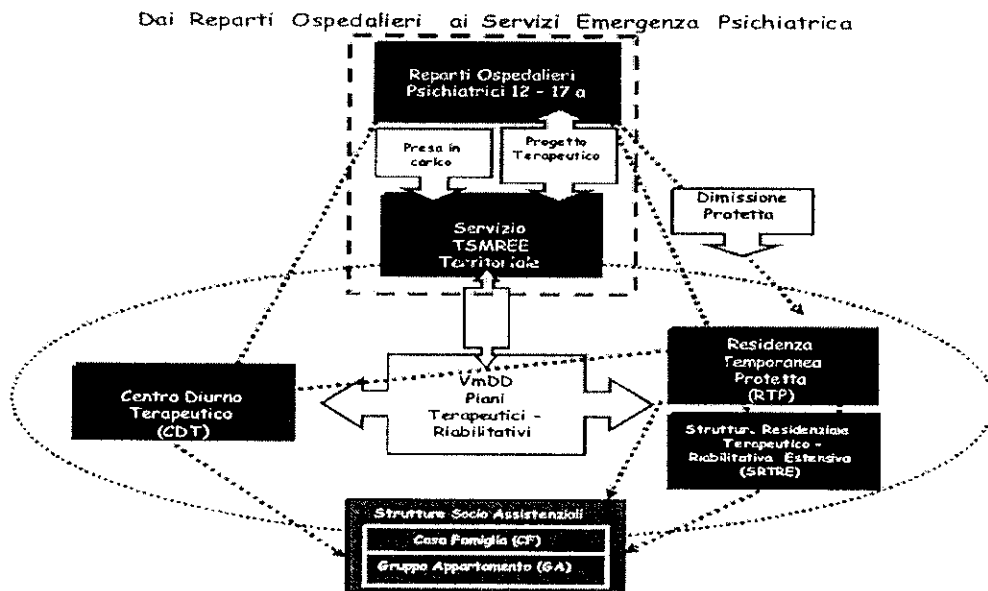 Dai Reparti Ospedalieri ai Servizi Emergenza Psichiatrica
Reparti Ospedalieri
Psichiatrici 12 - 17 a
Presa in
carico
Progetto
Terapeutico
Dimissione
Protetta
Servizio
TSMREE
Territoriale
Residenza
Temporanea
Protetta
(RTP)
Centro Diurno
Terapeutico
(CDT)
VmDD
Piani
Terapeutici -
Riabilitativi
Struttur. Residenziale
Terapeutico -
Riabilitativa Estensiva
(SRTRE)
Strutture Socio Assistenziali
Casa Famiglia (CF)
Gruppo Appartamento (GA)